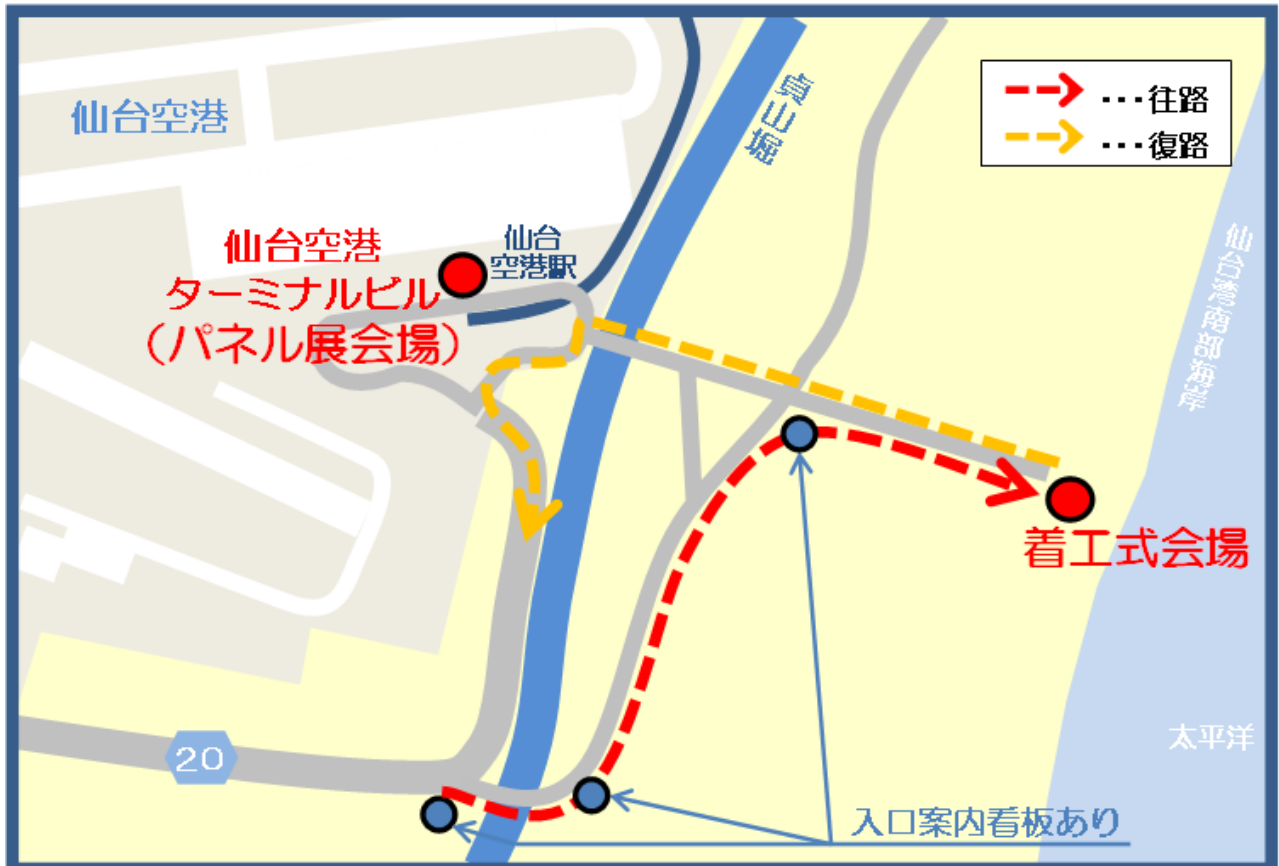 仙台空港
・・・往路
・・・復路
貞山堀
仙台空港
ターミナルビル
（パネル展会場）
仙台
空港駅
仙台湾南部海岸
着工式会場
太平洋
20
入口案内看板あり